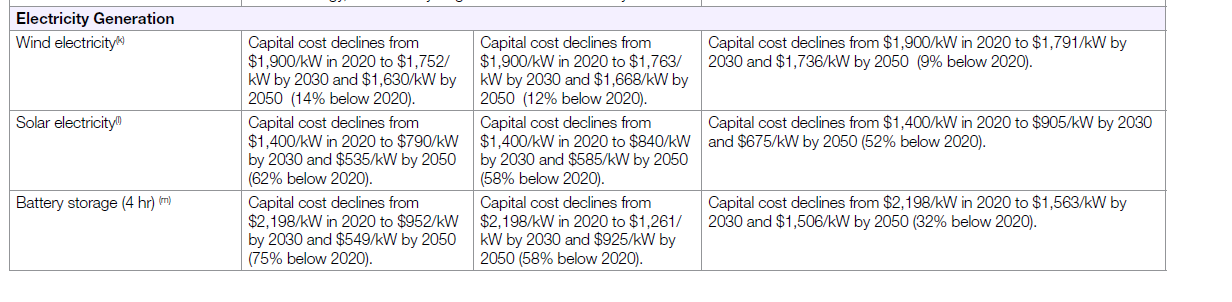 Electricity Generation
Wind electricity(k)
Capital cost declines from
$1,900/kW in 2020 to $1,752/
kW by 2030 and $1,630/kW by
2050 (14% below 2020).
Capital cost declines from
$1,900/kW in 2020 to $1,763/
kW by 2030 and $1,668/kW by
2050 (12% below 2020).
Capital cost declines from $1,900/kW in 2020 to $1,791/kW by
2030 and $1,736/kW by 2050 (9% below 2020).
Solar electricity(l)
Capital cost declines from
$1,400/kW in 2020 to $790/kW
by 2030 and $535/kW by 2050
(62% below 2020).
Capital cost declines from
$1,400/kW in 2020 to $840/kW
by 2030 and $585/kW by 2050
(58% below 2020).
Capital cost declines from $1,400/kW in 2020 to $905/kW by 2030
and $675/kW by 2050 (52% below 2020).
Battery storage (4 hr) (m)
Capital cost declines from
$2,198/kW in 2020 to $952/kW
by 2030 and $549/kW by 2050
(75% below 2020).
Capital cost declines from
$2,198/kW in 2020 to $1,261/
kW by 2030 and $925/kW by
2050 (58% below 2020).
Capital cost declines from $2,198/kW in 2020 to $1,563/kW by
2030 and $1,506/kW by 2050 (32% below 2020).